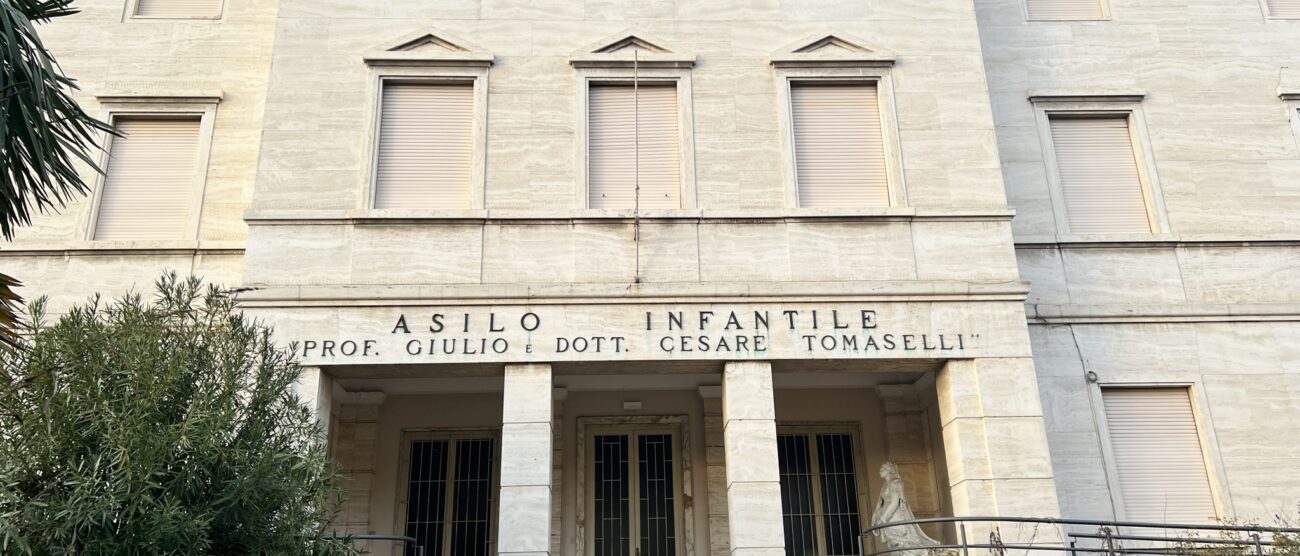 ASILO INFANTILE
"PROF. GIULIO E DOTT. CESARE TOMASELLI"